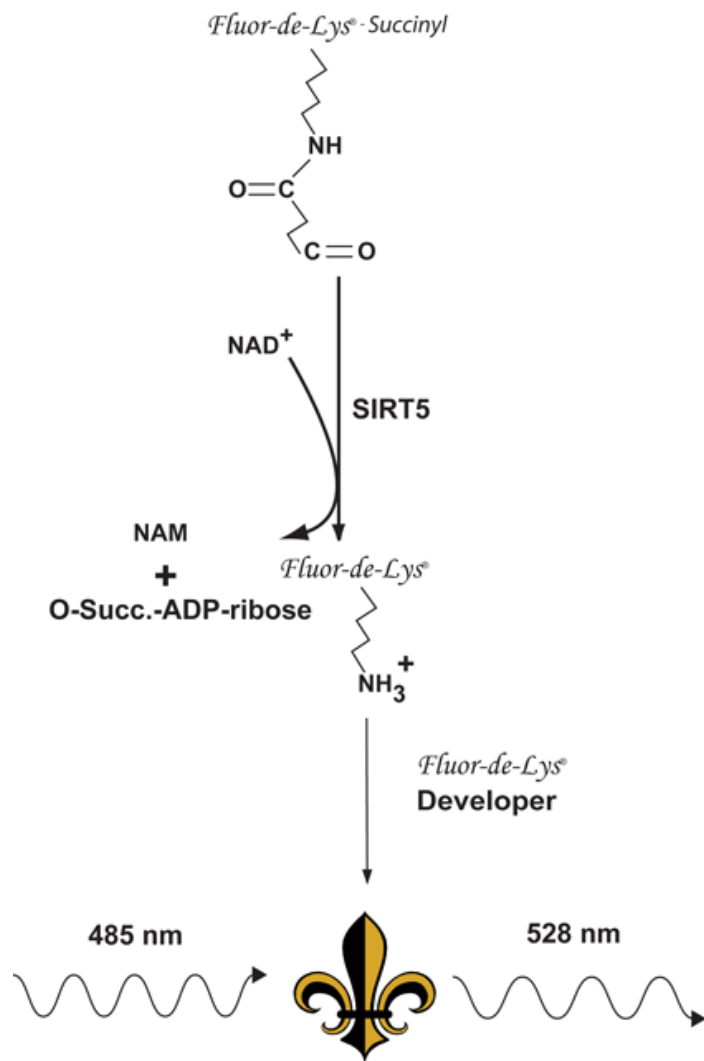 Fluor-de-Lys® - Succinyl
NH
O=C
C=O
NAD+
SIRT5
NAM
+
O-Succ.-ADP-ribose
Fluor-de-Lys®
NH3+
Fluor-de-Lys®
Developer
485 nm
528 nm